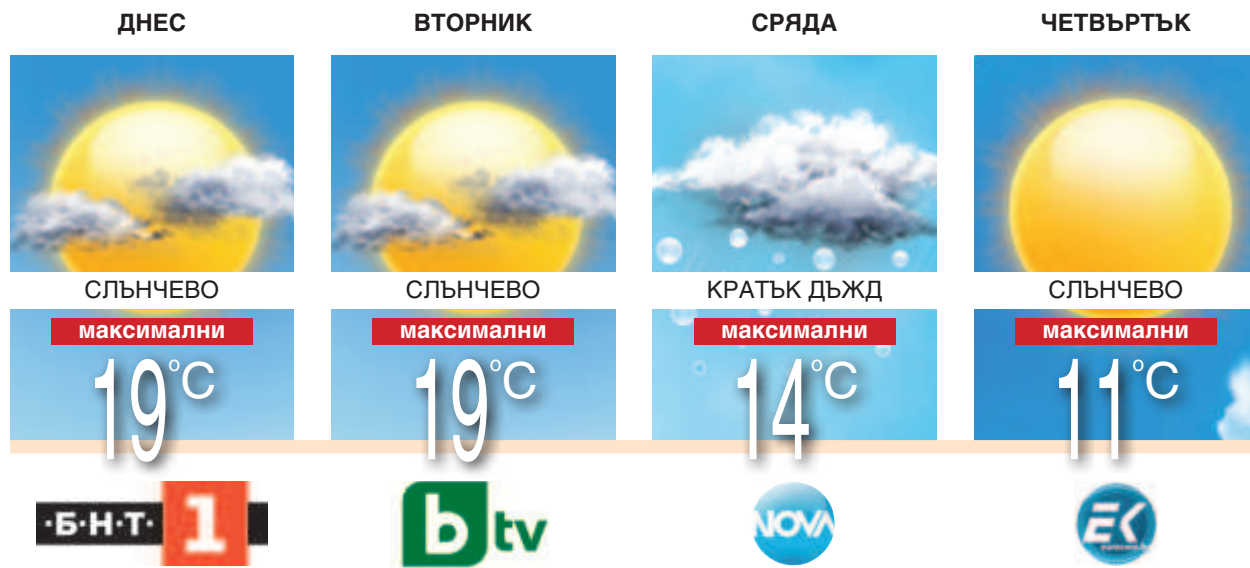 ДНЕС ВТОРНИК СРЯДА ЧЕТВЪРТЪК
СЛЪНЧЕВО СЛЪНЧЕВО КРАТЪК ДЪЖД СЛЪНЧЕВО
максимални максимални максимални максимални
19°C 19°C 14°C 11°C
·Б·Н·Т· 1 b tv NOVA EK